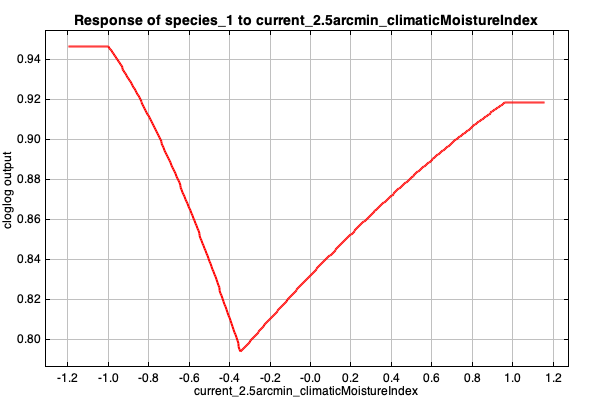 Response of species_1 to current_2.5arcmin_climaticMoistureIndex
cloglog output
0.94
0.92
0.90
0.88
0.86
0.84
0.82
0.80
-1.2 -1.0 -0.8 -0.6 -0.4 -0.2 -0.0 0.2 0.4 0.6 0.8 1.0 1.2
current_2.5arcmin_climaticMoistureIndex